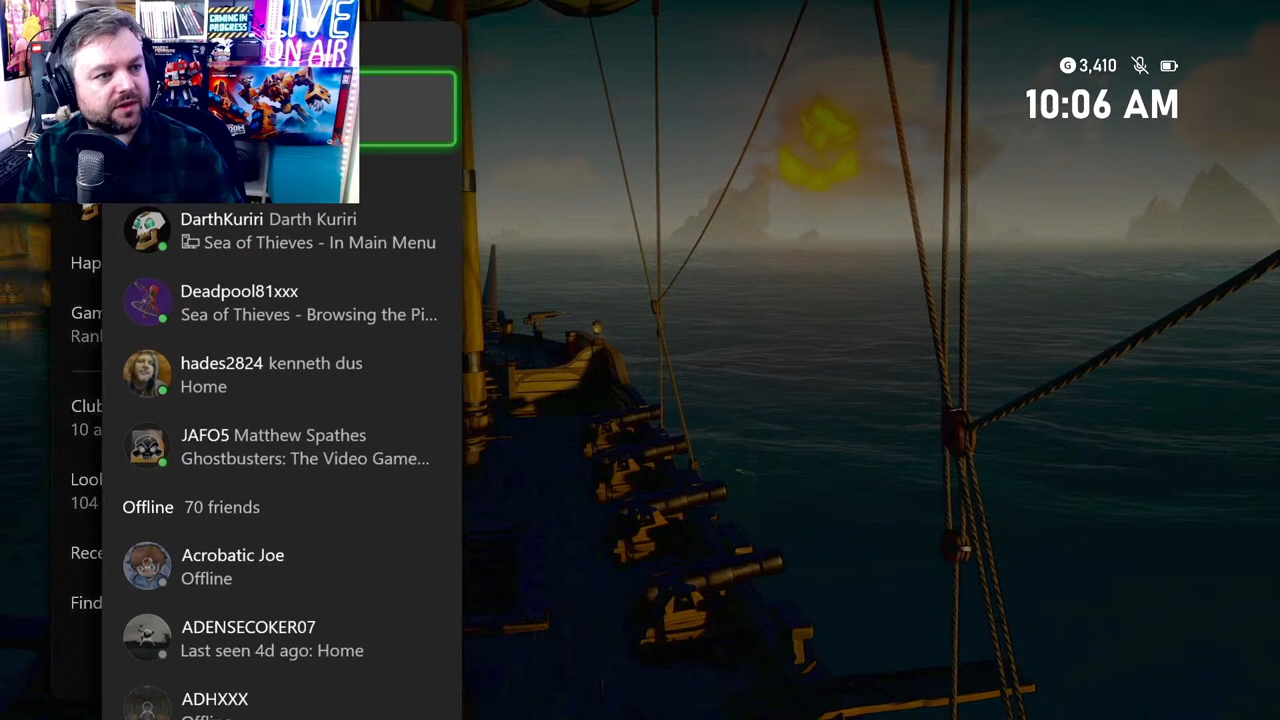 GAMING IN
PROGRESS
LIVE
ON AIR
3,410
10:06 AM
DarthKuriri Darth Kuriri
Sea of Thieves - In Main Menu
Hap
Deadpool81xxx
Sea of Thieves - Browsing the Pi...
Gam
Ranl
hades2824 kenneth dus
Home
Club
10 a
JAFO5 Matthew Spathes
Ghostbusters: The Video Game...
Lool
104
Offline 70 friends
Rece
Acrobatic Joe
Offline
Find
ADENSECOKER07
Last seen 4d ago: Home
ADHXXX
Offline